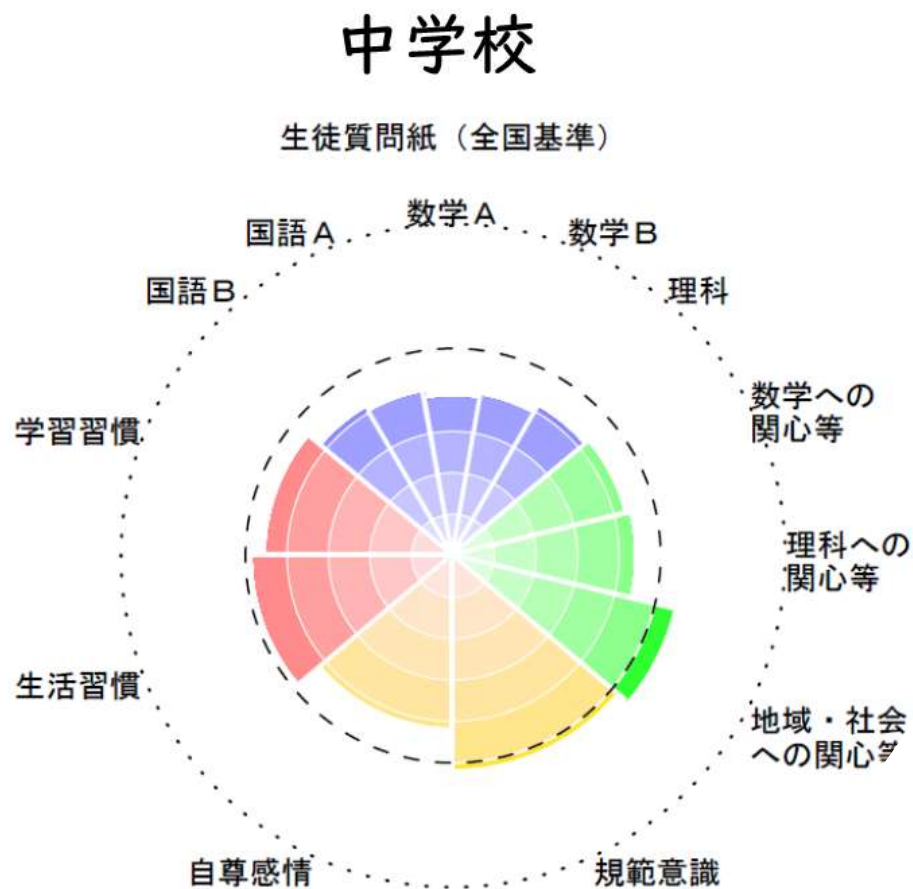 中学校
生徒質問紙（全国基準）
数学A
国語A
数学B
国語B
理科
数学への
関心等
学習習慣
理科への
関心等
生活習慣
地域・社会
への関心等
自尊感情
規範意識